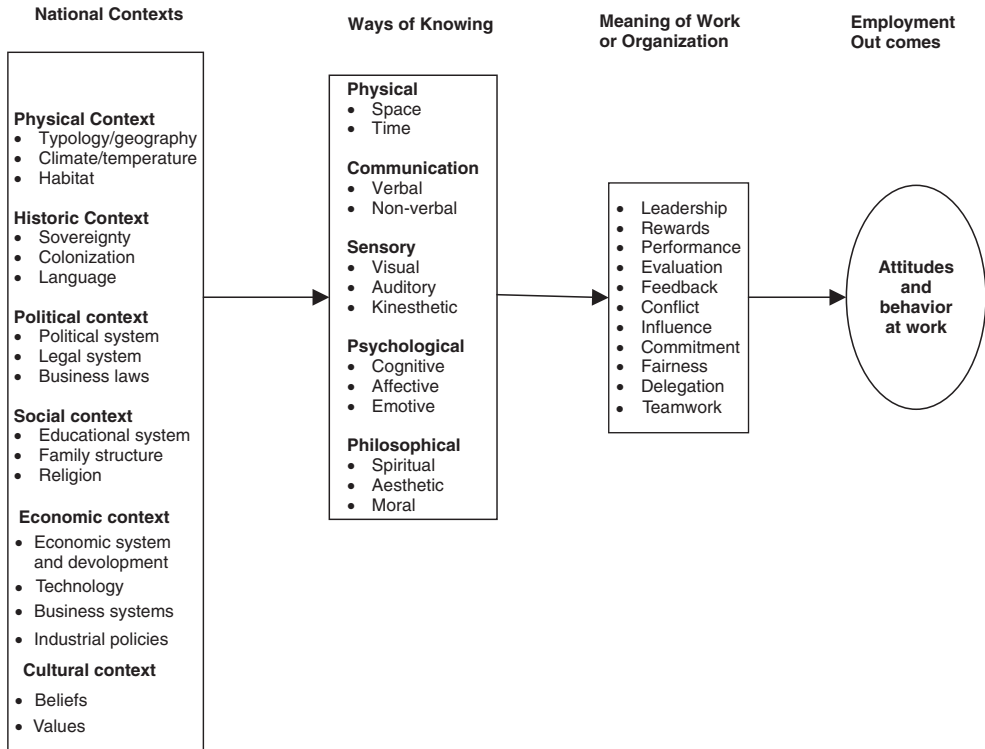 National Contexts
Physical Context
• Typology/geography
• Climate/temperature
• Habitat
Historic Context
• Sovereignty
• Colonization
• Language
Political context
• Political system
• Legal system
• Business laws
Social context
• Educational system
• Family structure
• Religion
Economic context
• Economic system
and devolopment
• Technology
• Business systems
• Industrial policies
Cultural context
• Beliefs
• Values
Ways of Knowing
Physical
• Space
• Time
Communication
• Verbal
• Non-verbal
Sensory
• Visual
• Auditory
• Kinesthetic
Psychological
• Cognitive
• Affective
• Emotive
Philosophical
• Spiritual
• Aesthetic
• Moral
Meaning of Work
or Organization
• Leadership
• Rewards
• Performance
• Evaluation
• Feedback
• Conflict
• Influence
• Commitment
• Fairness
• Delegation
• Teamwork
Employment
Out comes
Attitudes
and
behavior
at work